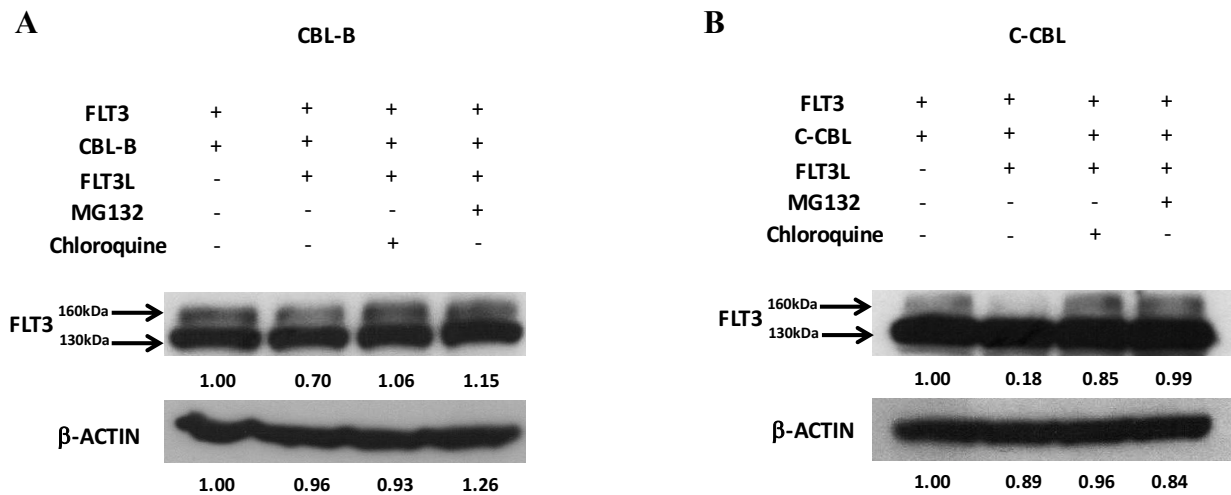 A
CBL-B
FLT3 + + + +
CBL-B + + + +
FLT3L - + + +
MG132 - - - +
Chloroquine - - + -
FLT3
160kDa
130kDa
1.00 0.70 1.06 1.15
β-ACTIN
1.00 0.96 0.93 1.26
B
C-CBL
FLT3 + + + +
C-CBL + + + +
FLT3L - + + +
MG132 - - - +
Chloroquine - - + -
FLT3
160kDa
130kDa
1.00 0.18 0.85 0.99
β-ACTIN
1.00 0.89 0.96 0.84